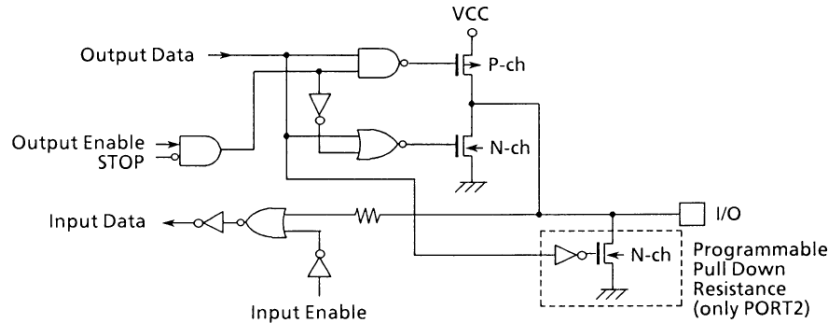 VCC
Output Data
P-ch
Output Enable
STOP
N-ch
Input Data
I/O
N-ch
Programmable
Pull Down
Resistance
(only PORT2)
Input Enable